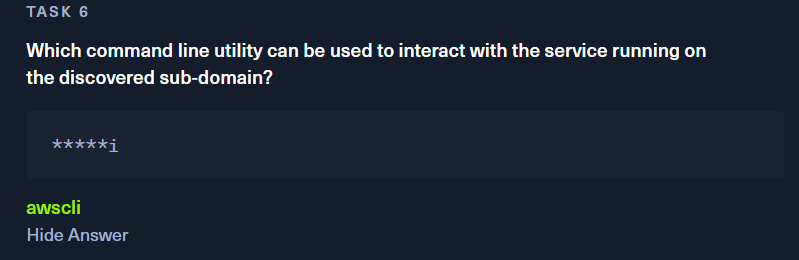 TASK 6
Which command line utility can be used to interact with the service running on
the discovered sub-domain?
*****i
awscli
Hide Answer